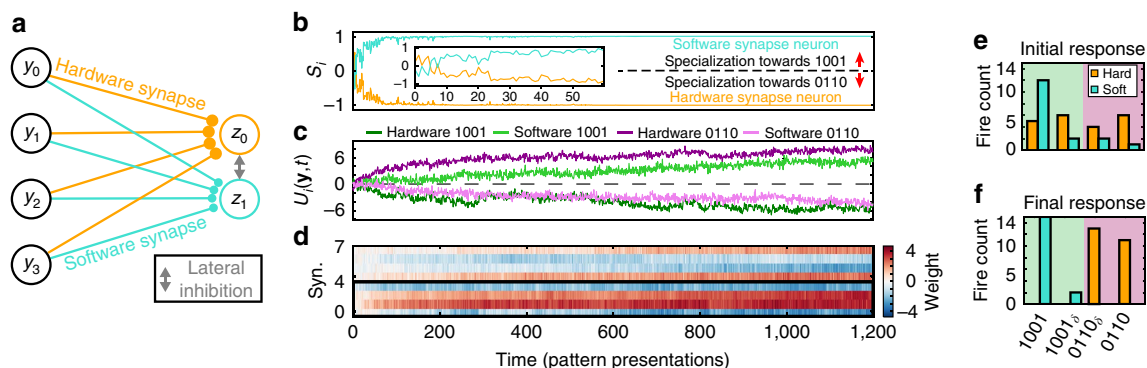 a
y0
y1
y2
y3
Hardware synapse
Software synapse
z0
z1
Lateral
inhibition
b
Si
1
0
−1
1
0
−1
0 10 20 30 40 50
Software synapse neuron
Specialization towards 1001
Specialization towards 0110
Hardware synapse neuron
c
Hardware 1001 Software 1001 Hardware 0110 Software 0110
Ui(y,t)
6
0
−6
d
Syn.
7
4
0
0 200 400 600 800 1,000 1,200
Time (pattern presentations)
4
0
−4
Weight
e
Initial response
Fire count
14
10
5
0
Hard
Soft
f
Final response
Fire count
14
10
5
0
1001 1001δ 0110δ 0110